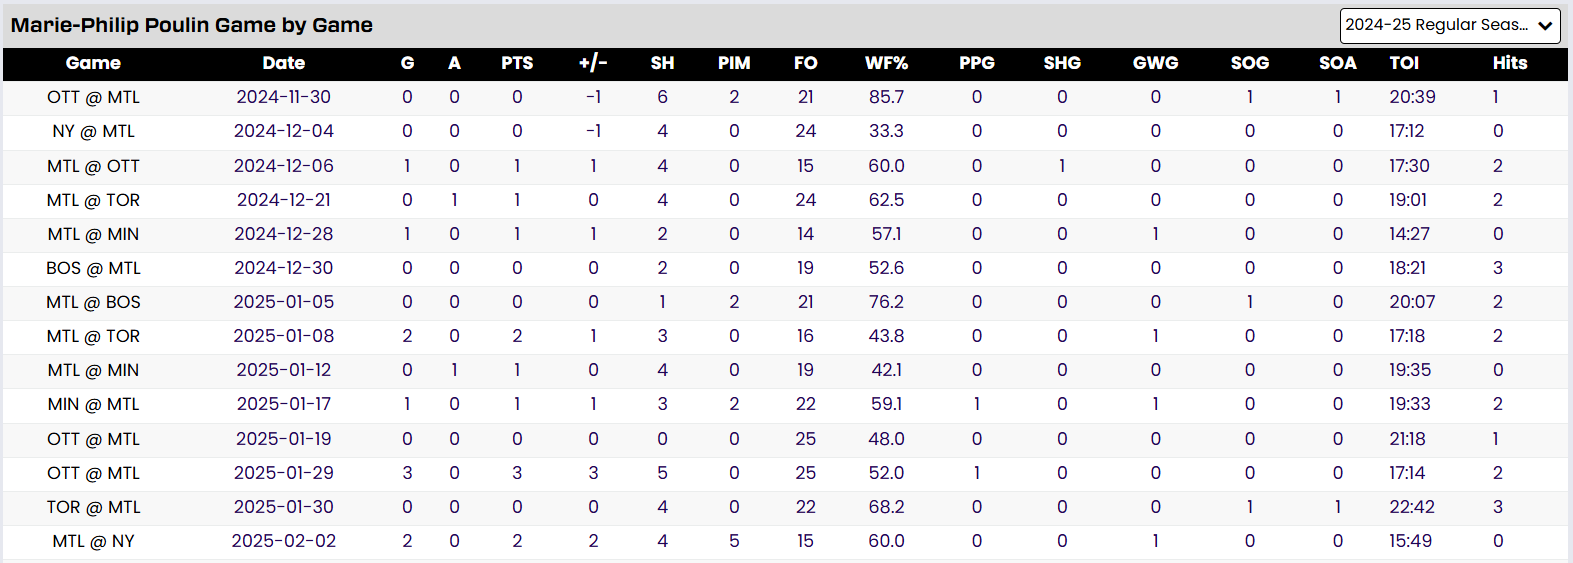 Marie-Philip Poulin Game by Game 2024-25 Regular Seas...
Game Date G A PTS +/- SH PIM FO WF% PPG SHG GWG SOG SOA TOI Hits
OTT @ MTL 2024-11-30 0 0 0 -1 6 2 21 85.7 0 0 0 1 1 20:39 1
NY @ MTL 2024-12-04 0 0 0 -1 4 0 24 33.3 0 0 0 0 0 17:12 0
MTL @ OTT 2024-12-06 1 0 1 1 4 0 15 60.0 0 1 0 0 0 17:30 2
MTL @ TOR 2024-12-21 0 1 1 0 4 0 24 62.5 0 0 0 0 0 19:01 2
MTL @ MIN 2024-12-28 1 0 1 1 2 0 14 57.1 0 0 1 0 0 14:27 0
BOS @ MTL 2024-12-30 0 0 0 0 2 0 19 52.6 0 0 0 0 0 18:21 3
MTL @ BOS 2025-01-05 0 0 0 0 1 2 21 76.2 0 0 0 1 0 20:07 2
MTL @ TOR 2025-01-08 2 0 2 1 3 0 16 43.8 0 0 1 0 0 17:18 2
MTL @ MIN 2025-01-12 0 1 1 0 4 0 19 42.1 0 0 0 0 0 19:35 0
MIN @ MTL 2025-01-17 1 0 1 1 3 2 22 59.1 1 0 1 0 0 19:33 2
OTT @ MTL 2025-01-19 0 0 0 0 0 0 25 48.0 0 0 0 0 0 21:18 1
OTT @ MTL 2025-01-29 3 0 3 3 5 0 25 52.0 1 0 0 0 0 17:14 2
TOR @ MTL 2025-01-30 0 0 0 0 4 0 22 68.2 0 0 0 1 1 22:42 3
MTL @ NY 2025-02-02 2 0 2 2 4 5 15 60.0 0 0 1 0 0 15:49 0